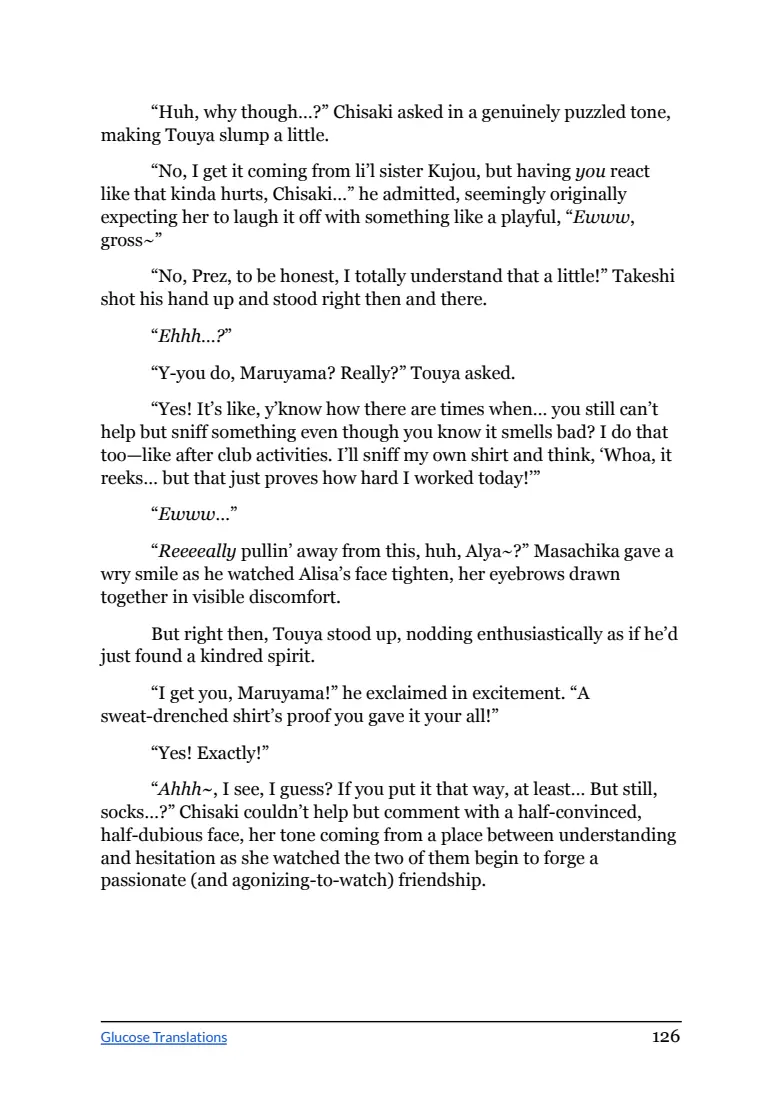 “Huh, why though...?” Chisaki asked in a genuinely puzzled tone,
making Touya slump a little.
“No, I get it coming from li’l sister Kujou, but having you react
like that kinda hurts, Chisaki...” he admitted, seemingly originally
expecting her to laugh it off with something like a playful, “Ewww,
gross~”
“No, Prez, to be honest, I totally understand that a little!” Takeshi
shot his hand up and stood right then and there.
“Ehhh...?”
“Y-you do, Maruyama? Really?” Touya asked.
“Yes! It’s like, y’know how there are times when... you still can’t
help but sniff something even though you know it smells bad? I do that
too—like after club activities. I’ll sniff my own shirt and think, ‘Whoa, it
reeks... but that just proves how hard I worked today!’”
“Ewww...”
“Reeeeally pullin’ away from this, huh, Alya~?” Masachika gave a
wry smile as he watched Alisa’s face tighten, her eyebrows drawn
together in visible discomfort.
But right then, Touya stood up, nodding enthusiastically as if he’d
just found a kindred spirit.
“I get you, Maruyama!” he exclaimed in excitement. “A
sweat-drenched shirt’s proof you gave it your all!”
“Yes! Exactly!”
“Ahhh~, I see, I guess? If you put it that way, at least... But still,
socks...?” Chisaki couldn’t help but comment with a half-convinced,
half-dubious face, her tone coming from a place between understanding
and hesitation as she watched the two of them begin to forge a
passionate (and agonizing-to-watch) friendship.
Glucose Translations 126